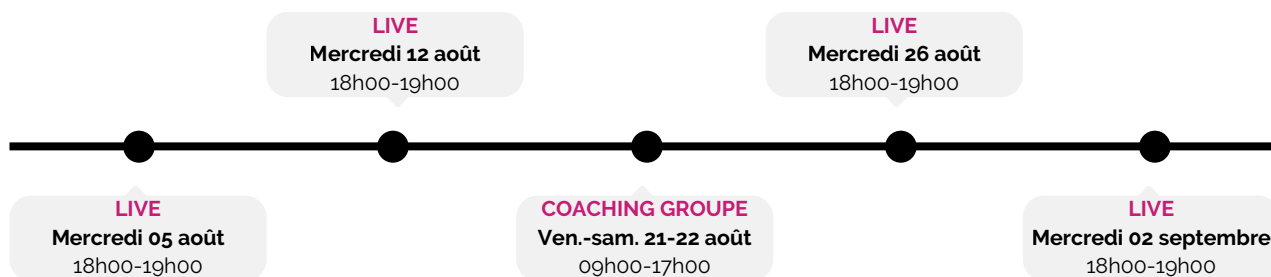 LIVE
Mercredi 05 août
18h00-19h00
LIVE
Mercredi 12 août
18h00-19h00
COACHING GROUPE
Ven.-sam. 21-22 août
09h00-17h00
LIVE
Mercredi 26 août
18h00-19h00
LIVE
Mercredi 02 septembre
18h00-19h00